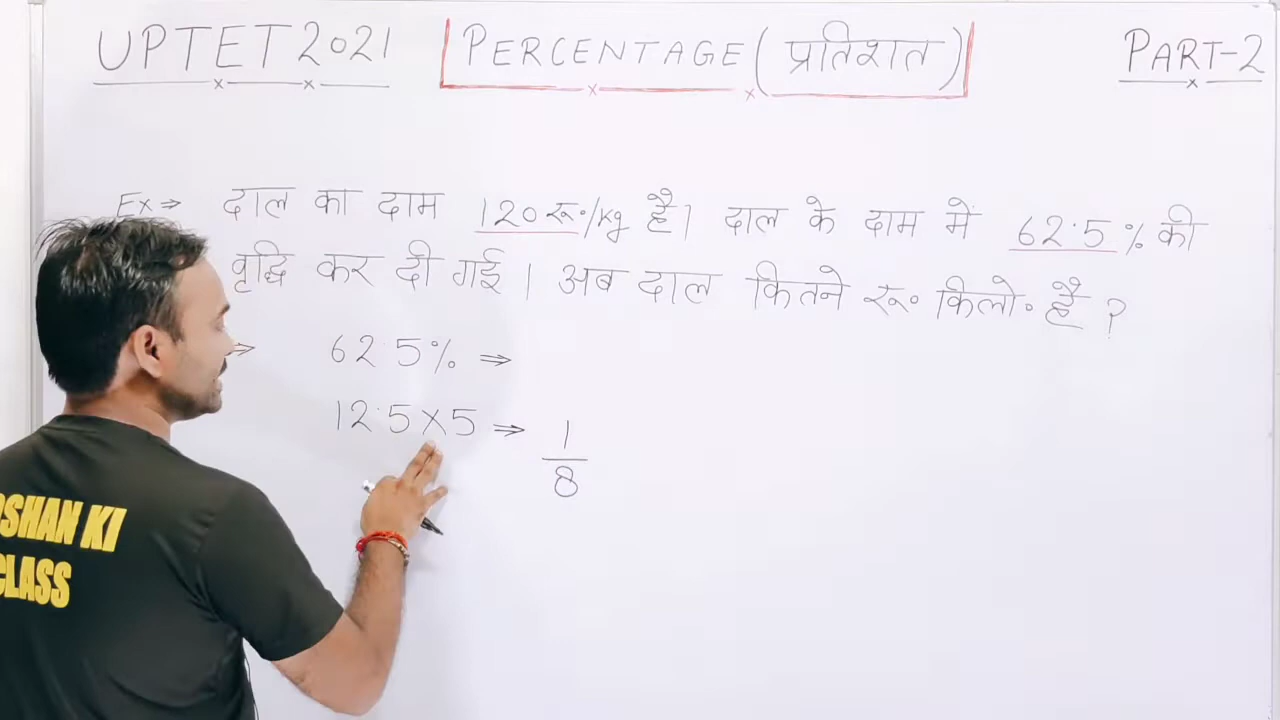 UPTET 2021 PERCENTAGE (प्रतिशत) PART-2
Ex⇒ दाल का दाम 120 रू०/kg है| दाल के दाम में 62.5% की
वृद्धि कर दी गई | अब दाल कितने रू० किलो० है ?
⇒ 62.5% ⇒
12.5×5 ⇒ 1/8
OSHAN KI
CLASS